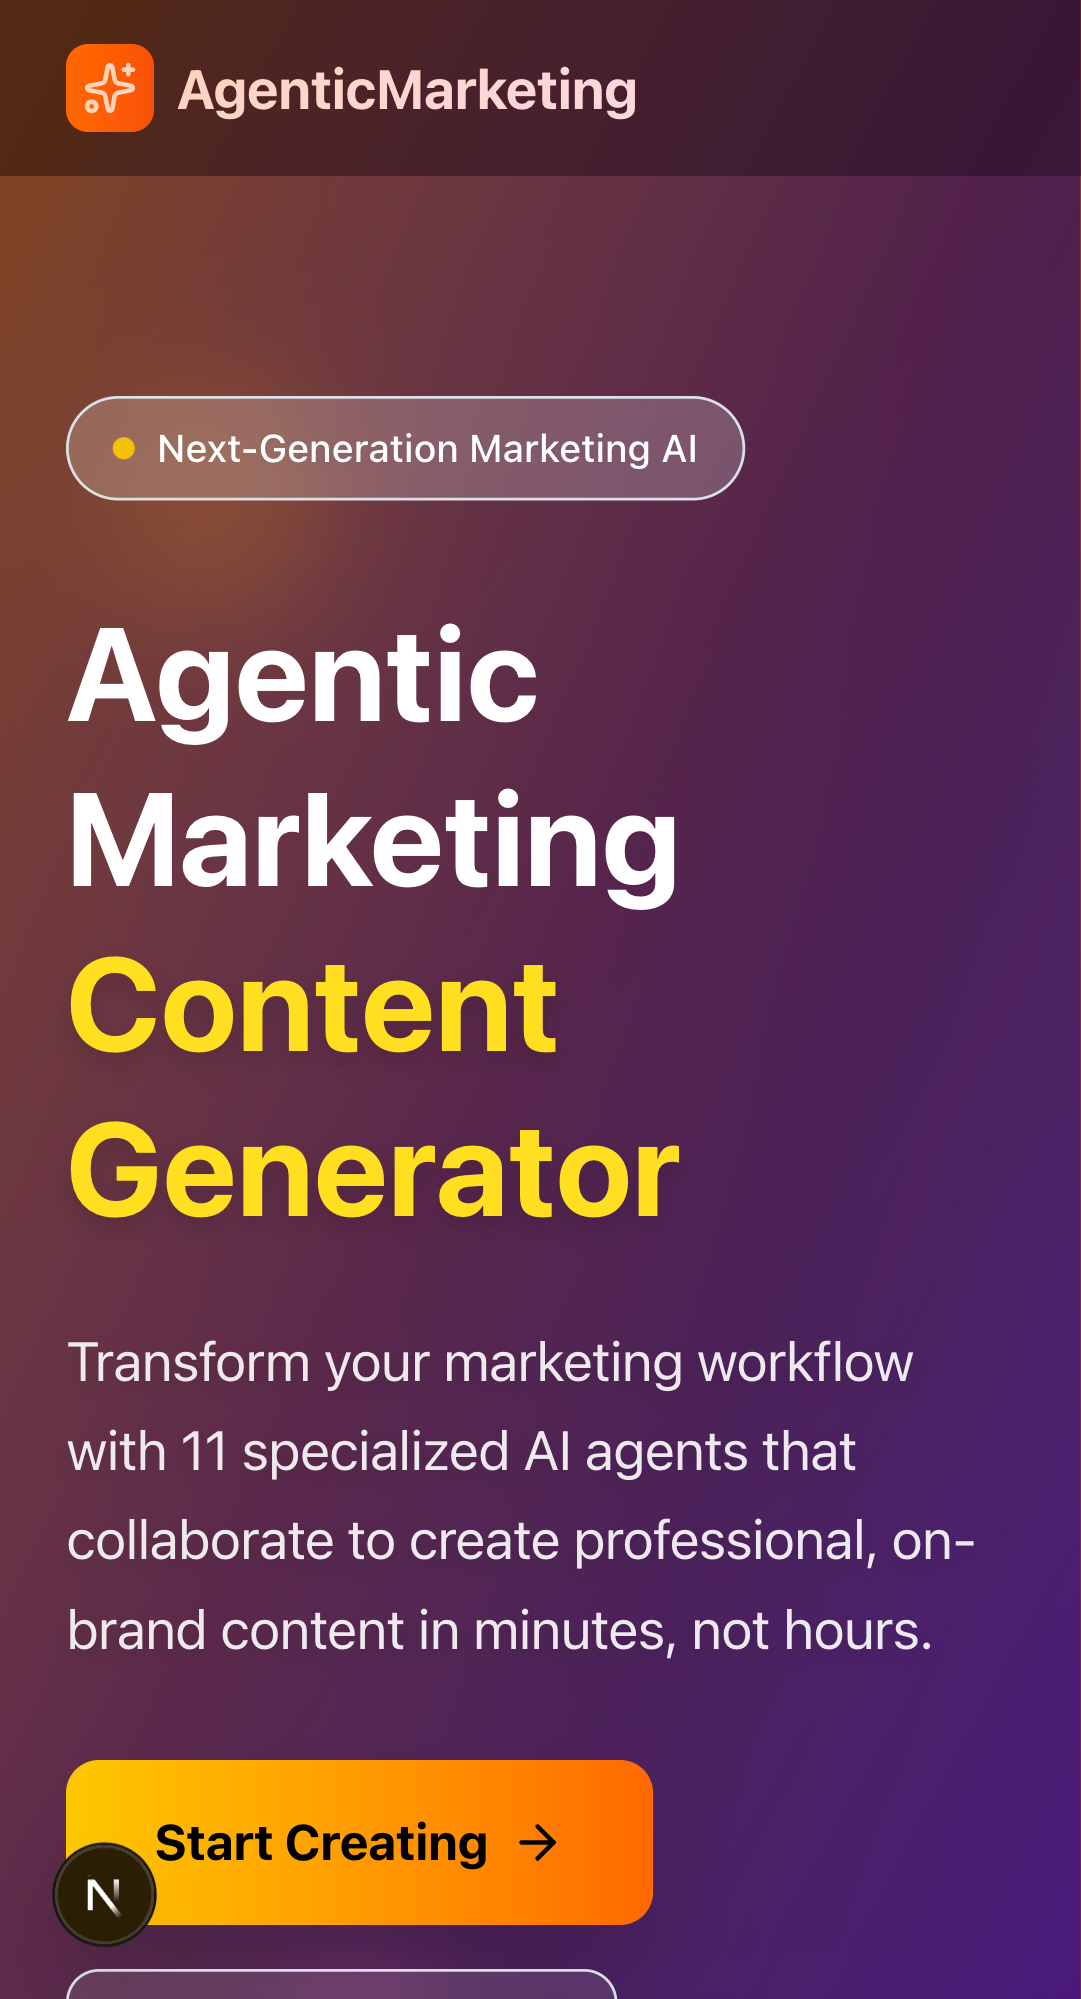 AgenticMarketing
Next-Generation Marketing AI
Agentic
Marketing
Content
Generator
Transform your marketing workflow
with 11 specialized AI agents that
collaborate to create professional, on-
brand content in minutes, not hours.
Start Creating →
N